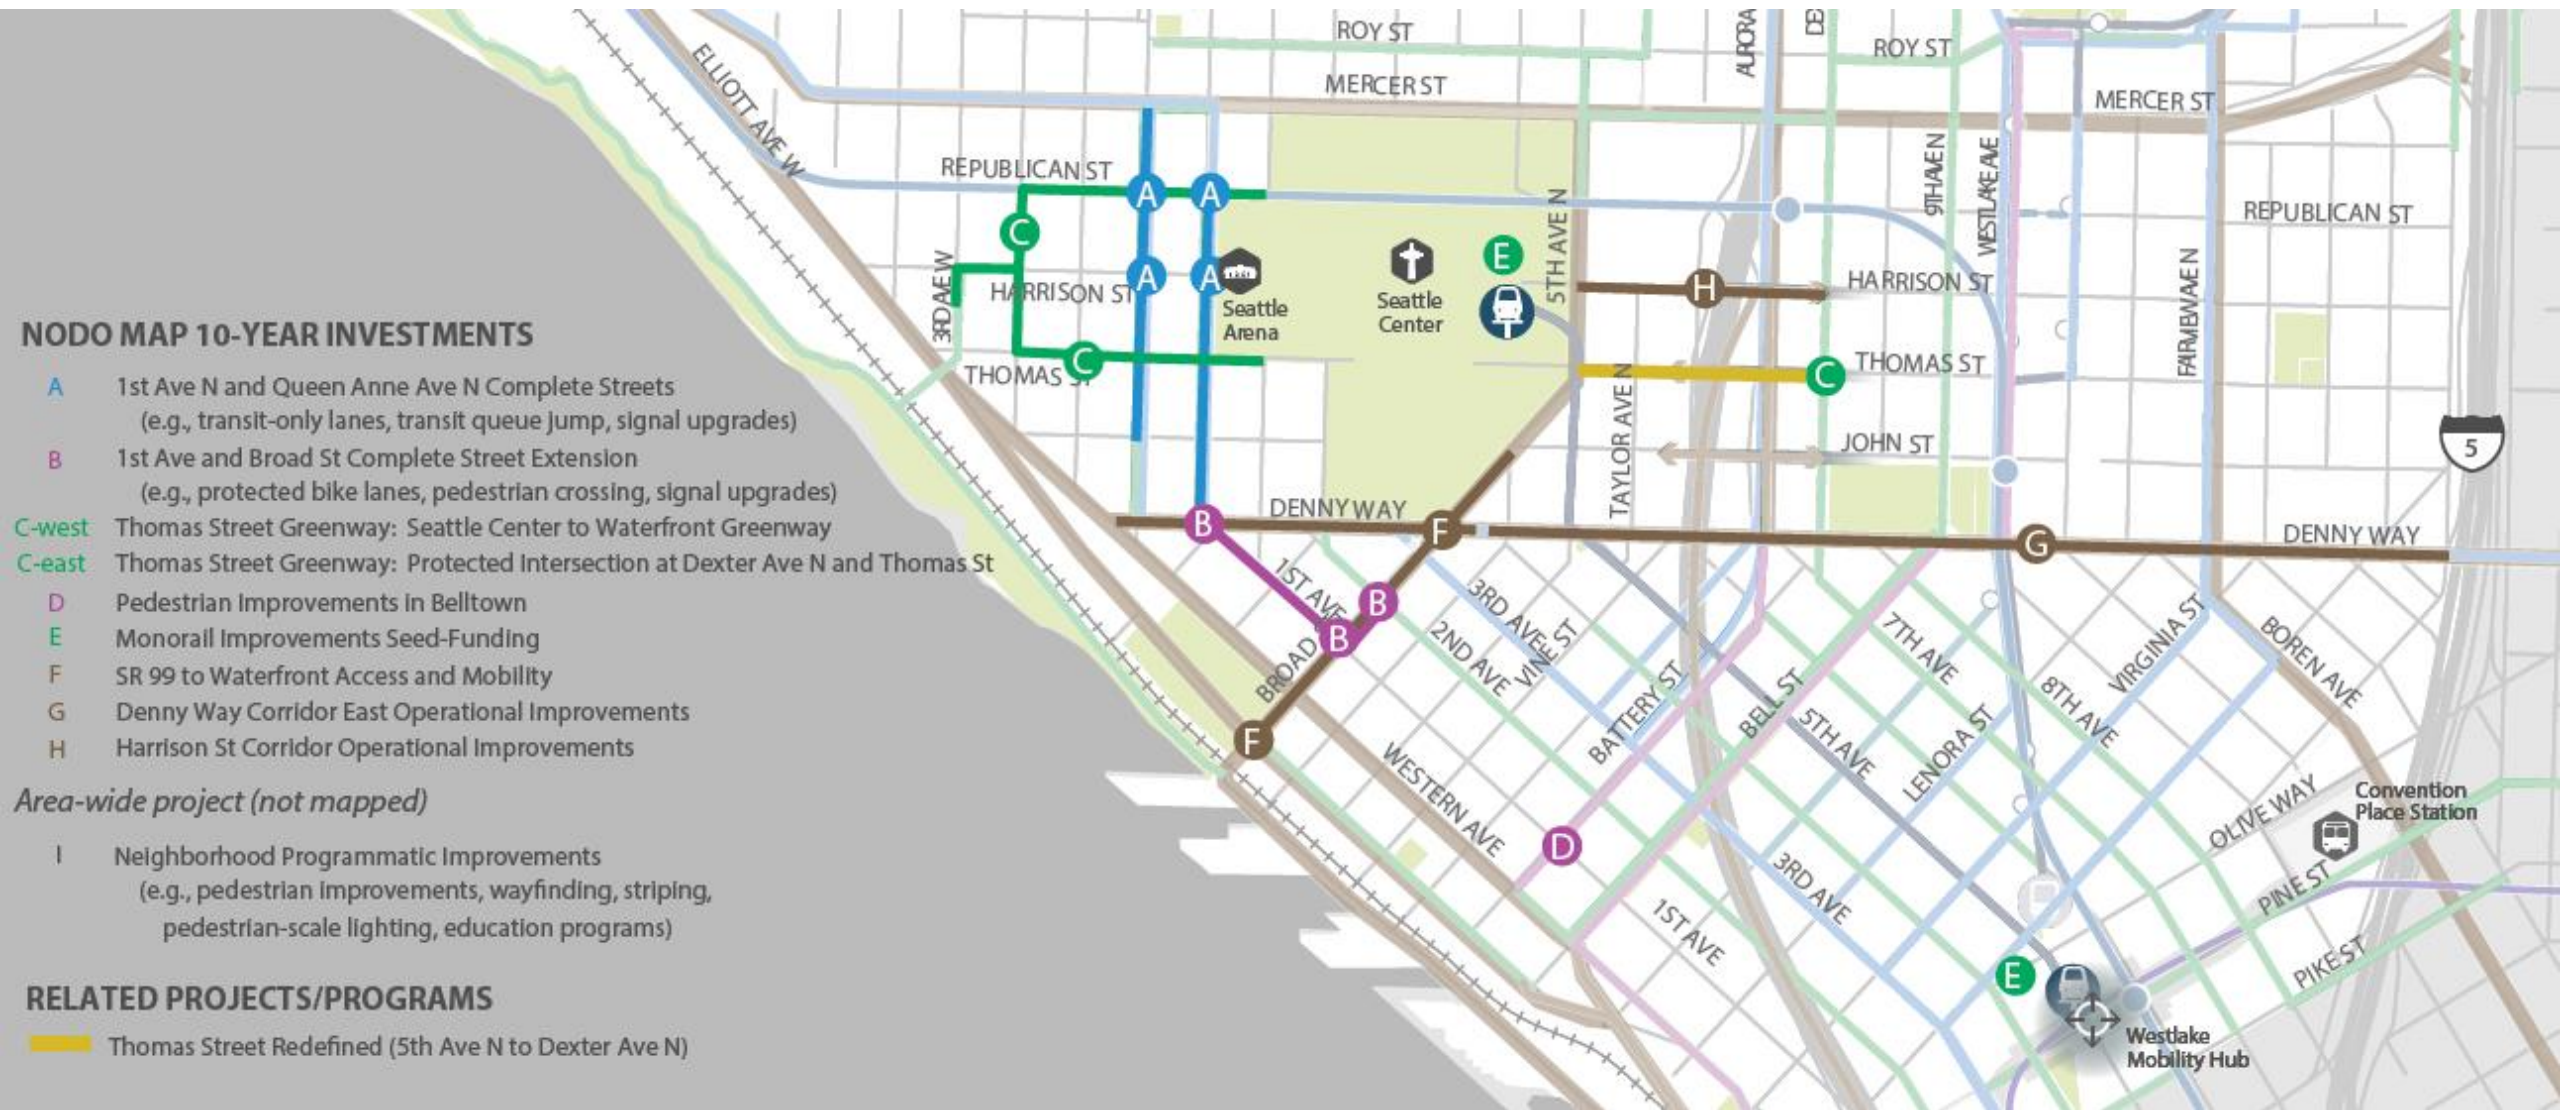 NODO MAP 10-YEAR INVESTMENTS
A 1st Ave N and Queen Anne Ave N Complete Streets
(e.g., transit-only lanes, transit queue jump, signal upgrades)
B 1st Ave and Broad St Complete Street Extension
(e.g., protected bike lanes, pedestrian crossing, signal upgrades)
C-west Thomas Street Greenway: Seattle Center to Waterfront Greenway
C-east Thomas Street Greenway: Protected Intersection at Dexter Ave N and Thomas St
D Pedestrian Improvements in Belltown
E Monorail Improvements Seed-Funding
F SR 99 to Waterfront Access and Mobility
G Denny Way Corridor East Operational Improvements
H Harrison St Corridor Operational Improvements
Area-wide project (not mapped)
I Neighborhood Programmatic Improvements
(e.g., pedestrian improvements, wayfinding, striping,
pedestrian-scale lighting, education programs)
RELATED PROJECTS/PROGRAMS
Thomas Street Redefined (5th Ave N to Dexter Ave N)
ROY ST
AURORA
DE
ROY ST
ELLIOTT AVE W
MERCER ST
MERCER ST
REPUBLICAN ST
A
A
9TH AVE N
WESTLAKE AVE
REPUBLICAN ST
C
3RD AVE W
HARRISON ST
A
A
Seattle
Arena
Seattle
Center
E
5TH AVE N
H
HARRISON ST
FAIRVIEW AVE N
THOMAS ST
C
C
THOMAS ST
TAYLOR AVE N
JOHN ST
5
B
DENNY WAY
F
G
DENNY WAY
1ST AVE
B
B
BROAD
F
2ND AVE
3RD AVE
VINE ST
BATTERY ST
BELL ST
5TH AVE
7TH AVE
LENORA ST
8TH AVE
VIRGINIA ST
BOREN AVE
WESTERN AVE
D
1ST AVE
3RD AVE
OLIVE WAY
Convention
Place Station
PINE ST
PIKE ST
E
Westlake
Mobility Hub